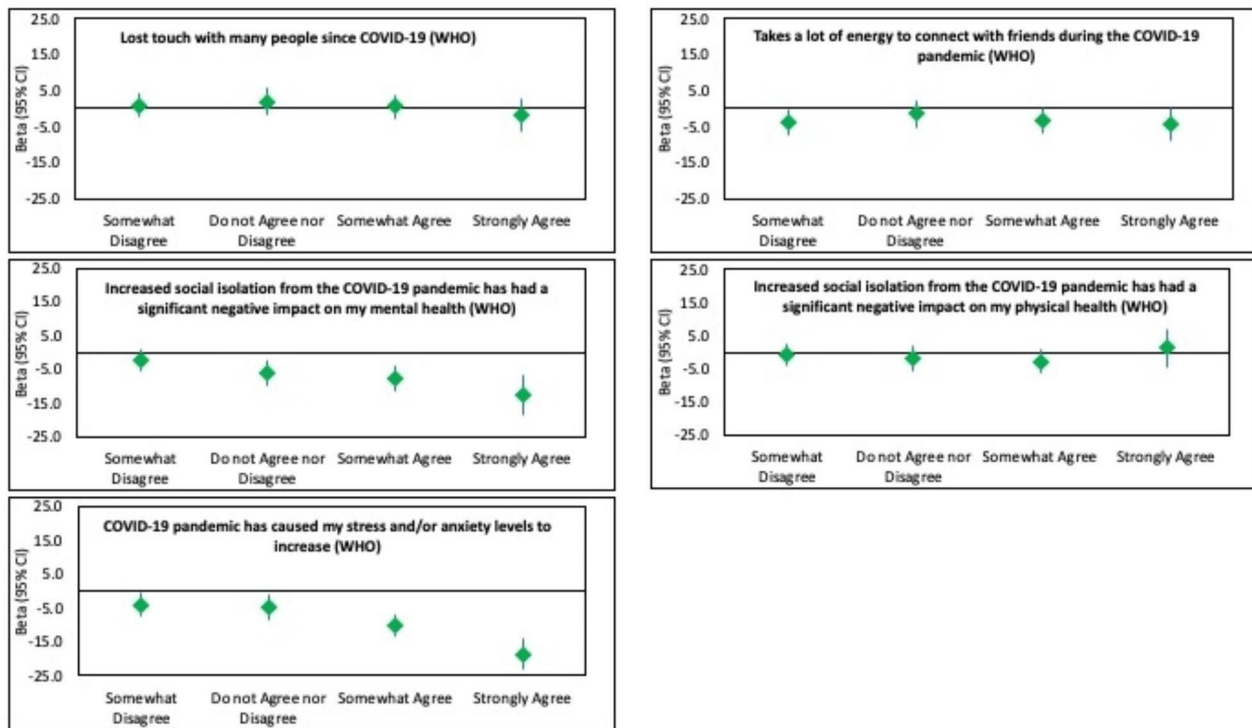 25.0
15.0
5.0
-5.0
-15.0
-25.0
Beta (95% CI)
Lost touch with many people since COVID-19 (WHO)
Somewhat
Disagree
Do not Agree nor
Disagree
Somewhat Agree
Strongly Agree
25.0
15.0
5.0
-5.0
-15.0
-25.0
Beta (95% CI)
Takes a lot of energy to connect with friends during the COVID-19
pandemic (WHO)
Somewhat
Disagree
Do not Agree nor
Disagree
Somewhat Agree
Strongly Agree
25.0
15.0
5.0
-5.0
-15.0
-25.0
Beta (95% CI)
Increased social isolation from the COVID-19 pandemic has had a
significant negative impact on my mental health (WHO)
Somewhat
Disagree
Do not Agree nor
Disagree
Somewhat Agree
Strongly Agree
25.0
15.0
5.0
-5.0
-15.0
-25.0
Beta (95% CI)
Increased social isolation from the COVID-19 pandemic has had a
significant negative impact on my physical health (WHO)
Somewhat
Disagree
Do not Agree nor
Disagree
Somewhat Agree
Strongly Agree
25.0
15.0
5.0
-5.0
-15.0
-25.0
Beta (95% CI)
COVID-19 pandemic has caused my stress and/or anxiety levels to
increase (WHO)
Somewhat
Disagree
Do not Agree nor
Disagree
Somewhat Agree
Strongly Agree